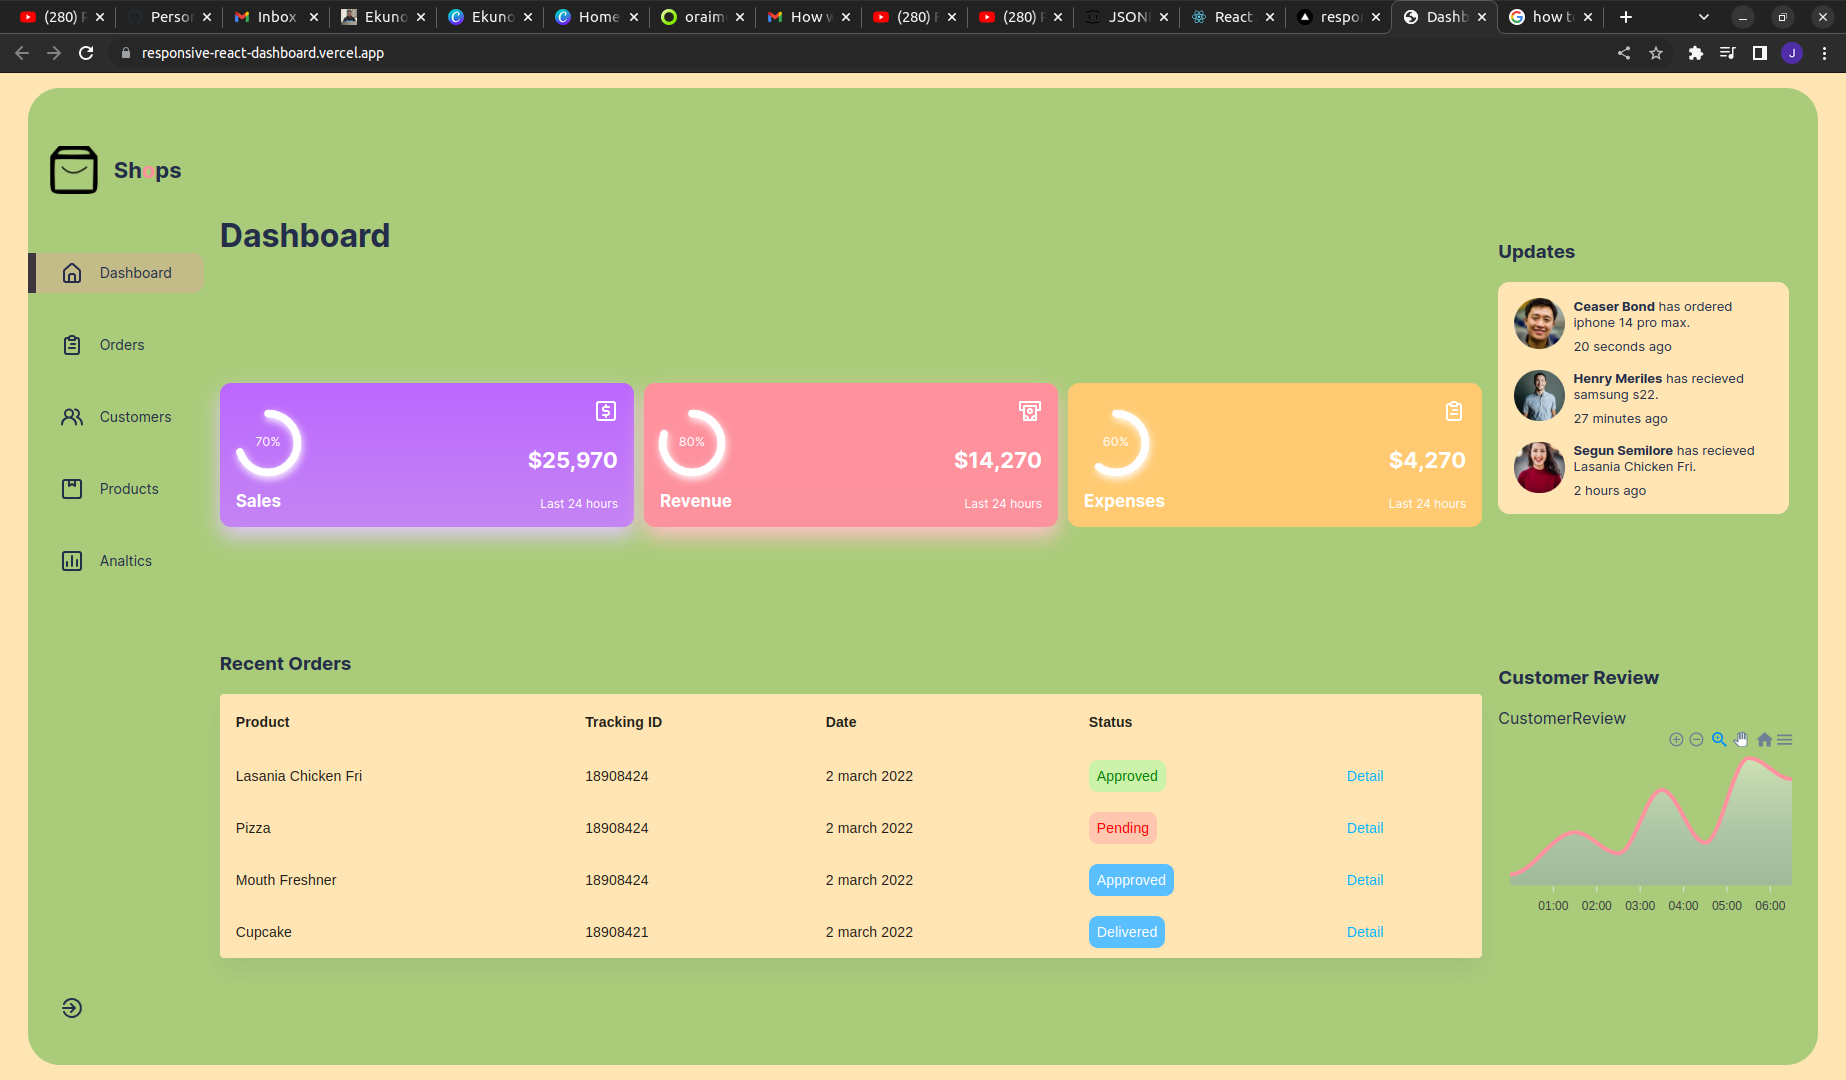 (280)
Person
Inbox
Ekuno
Ekuno
Home
oraim
How w
(280)
(280)
JSON
React
respo
Dashb
how t
responsive-react-dashboard.vercel.app
J
Shops
Dashboard
Dashboard
Orders
Customers
Products
Analtics
70%
$25,970
Sales
Last 24 hours
80%
$14,270
Revenue
Last 24 hours
60%
$4,270
Expenses
Last 24 hours
Updates
Ceaser Bond has ordered
iphone 14 pro max.
20 seconds ago
Henry Meriles has recieved
samsung s22.
27 minutes ago
Segun Semilore has recieved
Lasania Chicken Fri.
2 hours ago
Recent Orders
Product Tracking ID Date Status
Lasania Chicken Fri 18908424 2 march 2022 Approved Detail
Pizza 18908424 2 march 2022 Pending Detail
Mouth Freshner 18908424 2 march 2022 Appproved Detail
Cupcake 18908421 2 march 2022 Delivered Detail
Customer Review
CustomerReview
01:00 02:00 03:00 04:00 05:00 06:00